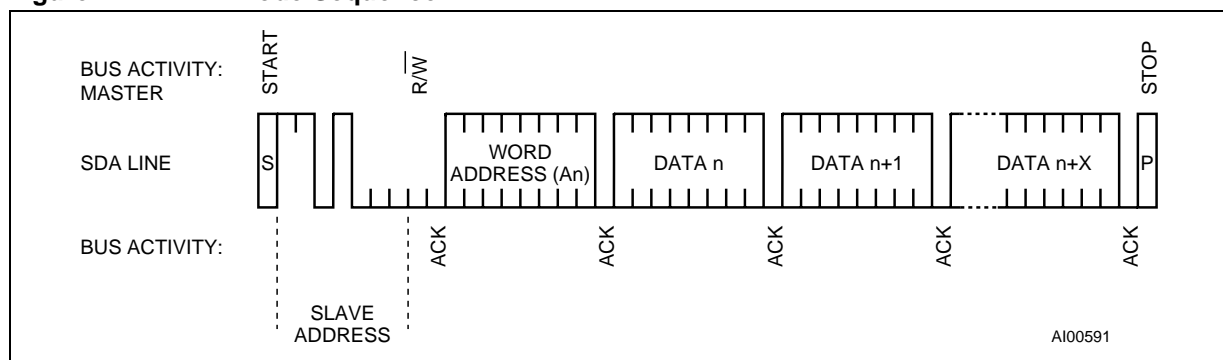 START
R/W
STOP
BUS ACTIVITY:
MASTER
SDA LINE
S
WORD
ADDRESS (An)
DATA n
DATA n+1
DATA n+X
P
BUS ACTIVITY:
ACK
ACK
ACK
ACK
ACK
SLAVE
ADDRESS
AI00591